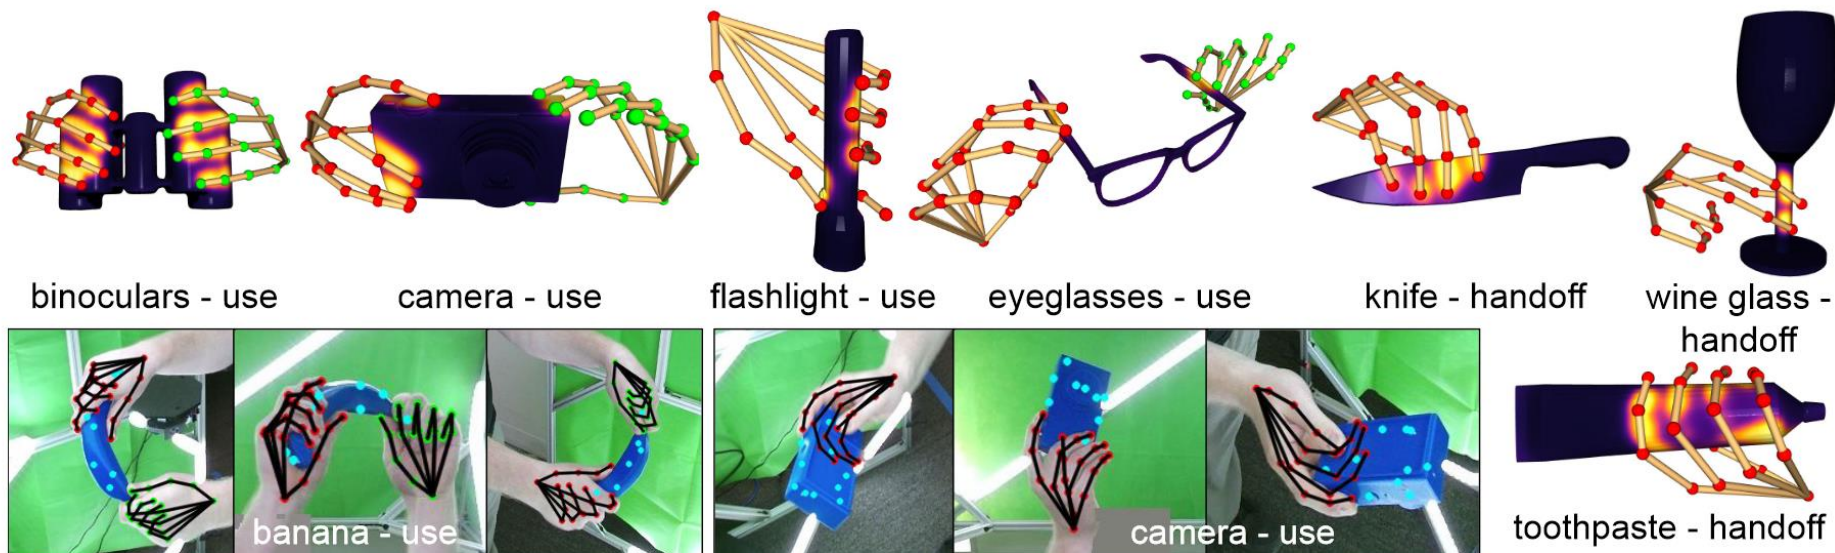 binoculars - use
camera - use
flashlight - use
eyeglasses - use
knife - handoff
wine glass -
handoff
banana - use
camera - use
toothpaste - handoff